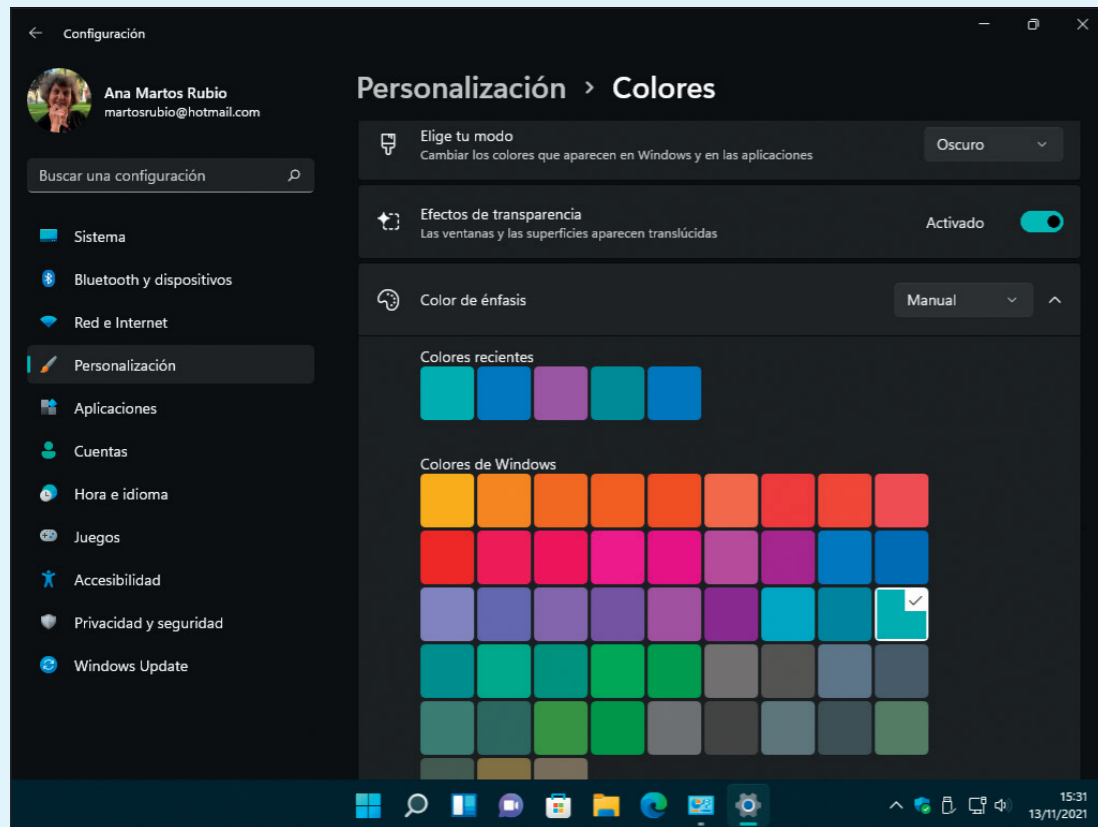 Configuración
Ana Martos Rubio
martosrubio@hotmail.com
Buscar una configuración
Sistema
Bluetooth y dispositivos
Red e Internet
Personalización
Aplicaciones
Cuentas
Hora e idioma
Juegos
Accesibilidad
Privacidad y seguridad
Windows Update
Personalización > Colores
Elige tu modo
Cambiar los colores que aparecen en Windows y en las aplicaciones
Oscuro
Efectos de transparencia
Las ventanas y las superficies aparecen translúcidas
Activado
Color de énfasis
Manual
Colores recientes
Colores de Windows
15:31
13/11/2021